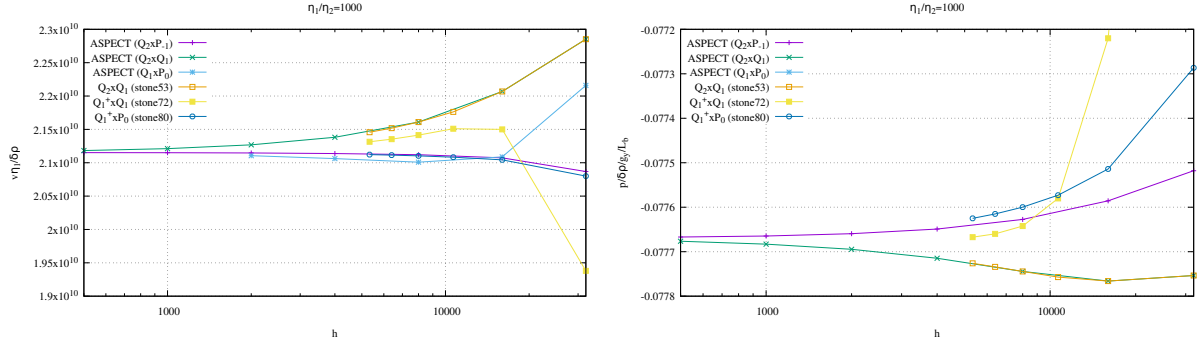 η1/η2=1000
2.3x10^10
2.25x10^10
2.2x10^10
2.15x10^10
2.1x10^10
2.05x10^10
2x10^10
1.95x10^10
1.9x10^10
νη1/δρ
ASPECT (Q2xP-1)
ASPECT (Q2xQ1)
ASPECT (Q1xP0)
Q2xQ1 (stone53)
Q1+xQ1 (stone72)
Q1+xP0 (stone80)
1000 10000
h
η1/η2=1000
-0.0772
-0.0773
-0.0774
-0.0775
-0.0776
-0.0777
-0.0778
p/δρ/gy/Lb
ASPECT (Q2xP-1)
ASPECT (Q2xQ1)
ASPECT (Q1xP0)
Q2xQ1 (stone53)
Q1+xQ1 (stone72)
Q1+xP0 (stone80)
1000 10000
h